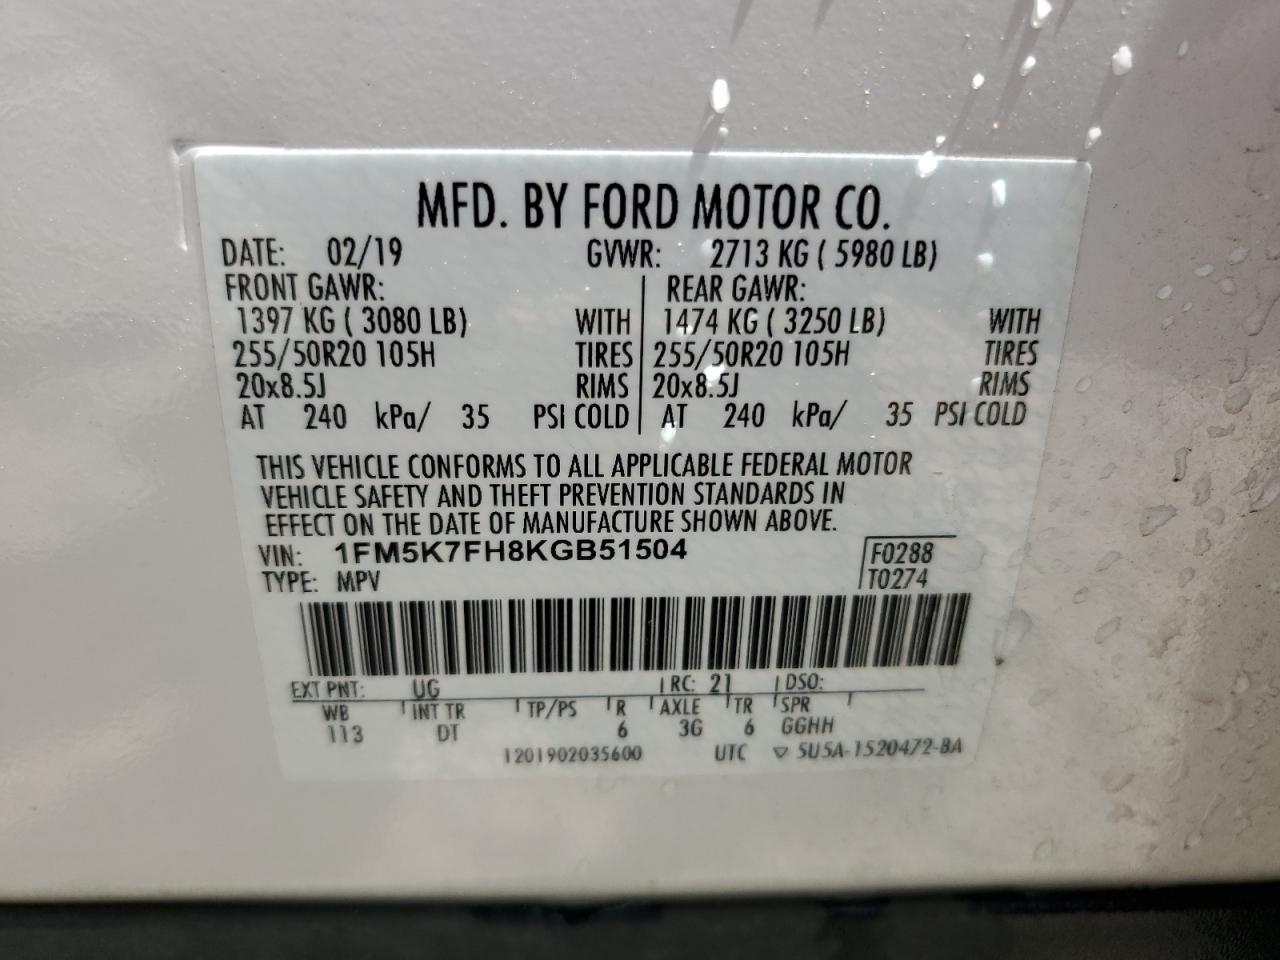 MFD. BY FORD MOTOR CO.
DATE: 02/19 GVWR: 2713 KG ( 5980 LB)
FRONT GAWR: REAR GAWR:
1397 KG ( 3080 LB) WITH 1474 KG ( 3250 LB) WITH
255/50R20 105H TIRES 255/50R20 105H TIRES
20x8.5J RIMS 20x8.5J RIMS
AT 240 kPa/ 35 PSI COLD AT 240 kPa/ 35 PSI COLD
THIS VEHICLE CONFORMS TO ALL APPLICABLE FEDERAL MOTOR
VEHICLE SAFETY AND THEFT PREVENTION STANDARDS IN
EFFECT ON THE DATE OF MANUFACTURE SHOWN ABOVE.
VIN: 1FM5K7FH8KGB51504 F0288
TYPE: MPV T0274
EXT PNT: UG RC: 21 DSO:
WB INT TR TP/PS R AXLE TR SPR
113 DT 6 3G 6 GGHH
1201902035600 UTC ▽ 5U5A-1520472-BA